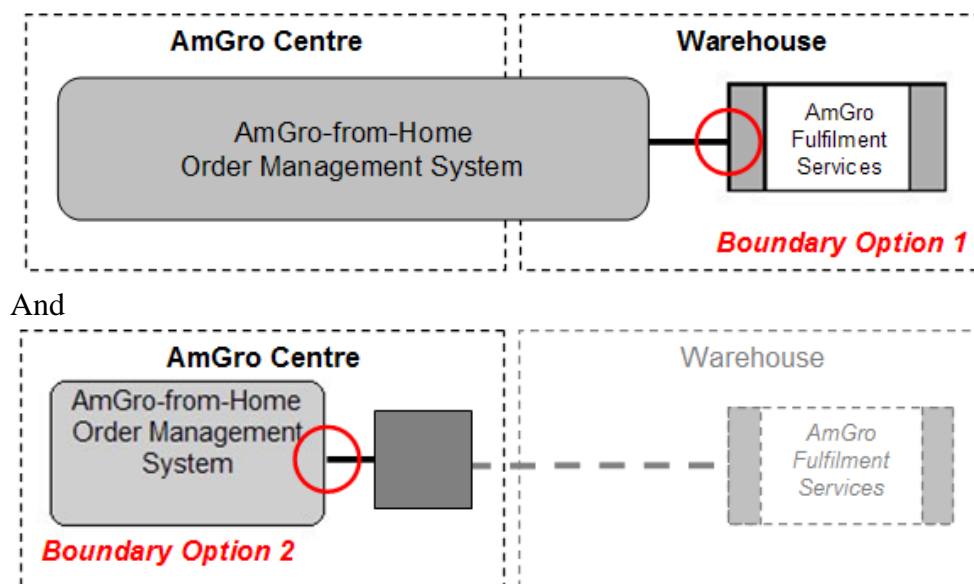 AmGro Centre
Warehouse
AmGro-from-Home
Order Management System
AmGro
Fulfilment
Services
Boundary Option 1
And
AmGro Centre
Warehouse
AmGro-from-Home
Order Management
System
AmGro
Fulfilment
Services
Boundary Option 2